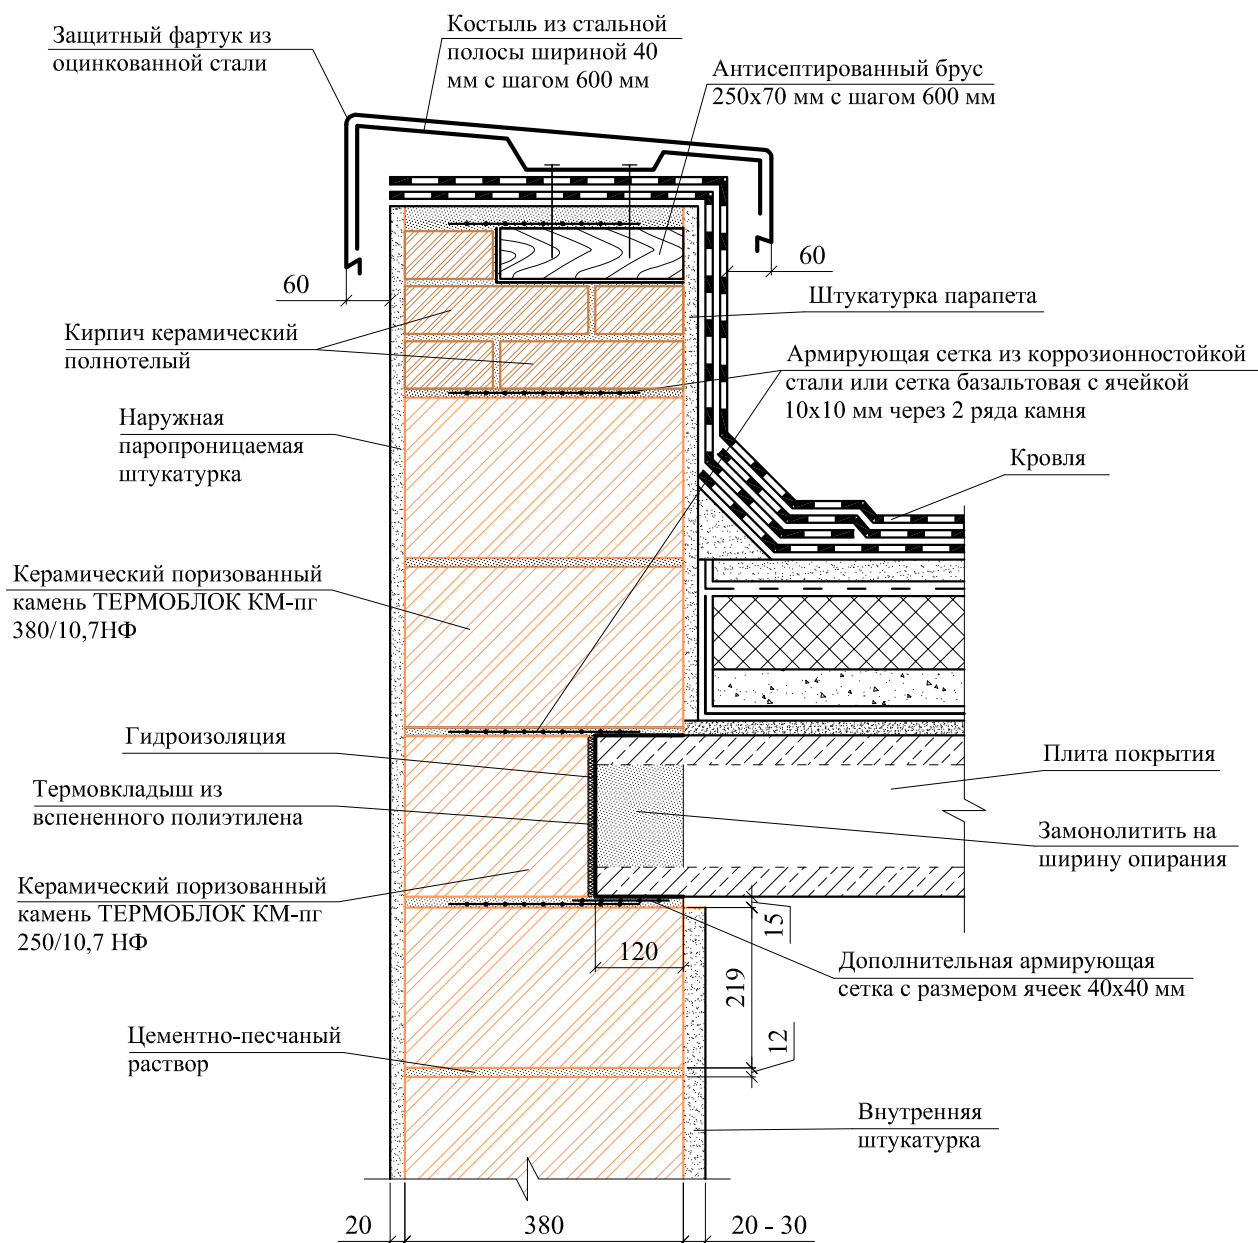 Защитный фартук из
оцинкованной стали
Костыль из стальной
полосы шириной 40
мм с шагом 600 мм
Антисептированный брус
250х70 мм с шагом 600 мм
60
60
Штукатурка парапета
Кирпич керамический
полнотелый
Армирующая сетка из коррозионностойкой
стали или сетка базальтовая с ячейкой
10х10 мм через 2 ряда камня
Наружная
паропроницаемая
штукатурка
Кровля
Керамический поризованный
камень ТЕРМОБЛОК КМ-пг
380/10,7НФ
Гидроизоляция
Плита покрытия
Термовкладыш из
вспененного полиэтилена
Замонолитить на
ширину опирания
Керамический поризованный
камень ТЕРМОБЛОК КМ-пг
250/10,7 НФ
15
120
219
Дополнительная армирующая
сетка с размером ячеек 40х40 мм
12
Цементно-песчаный
раствор
Внутренняя
штукатурка
20
380
20 - 30